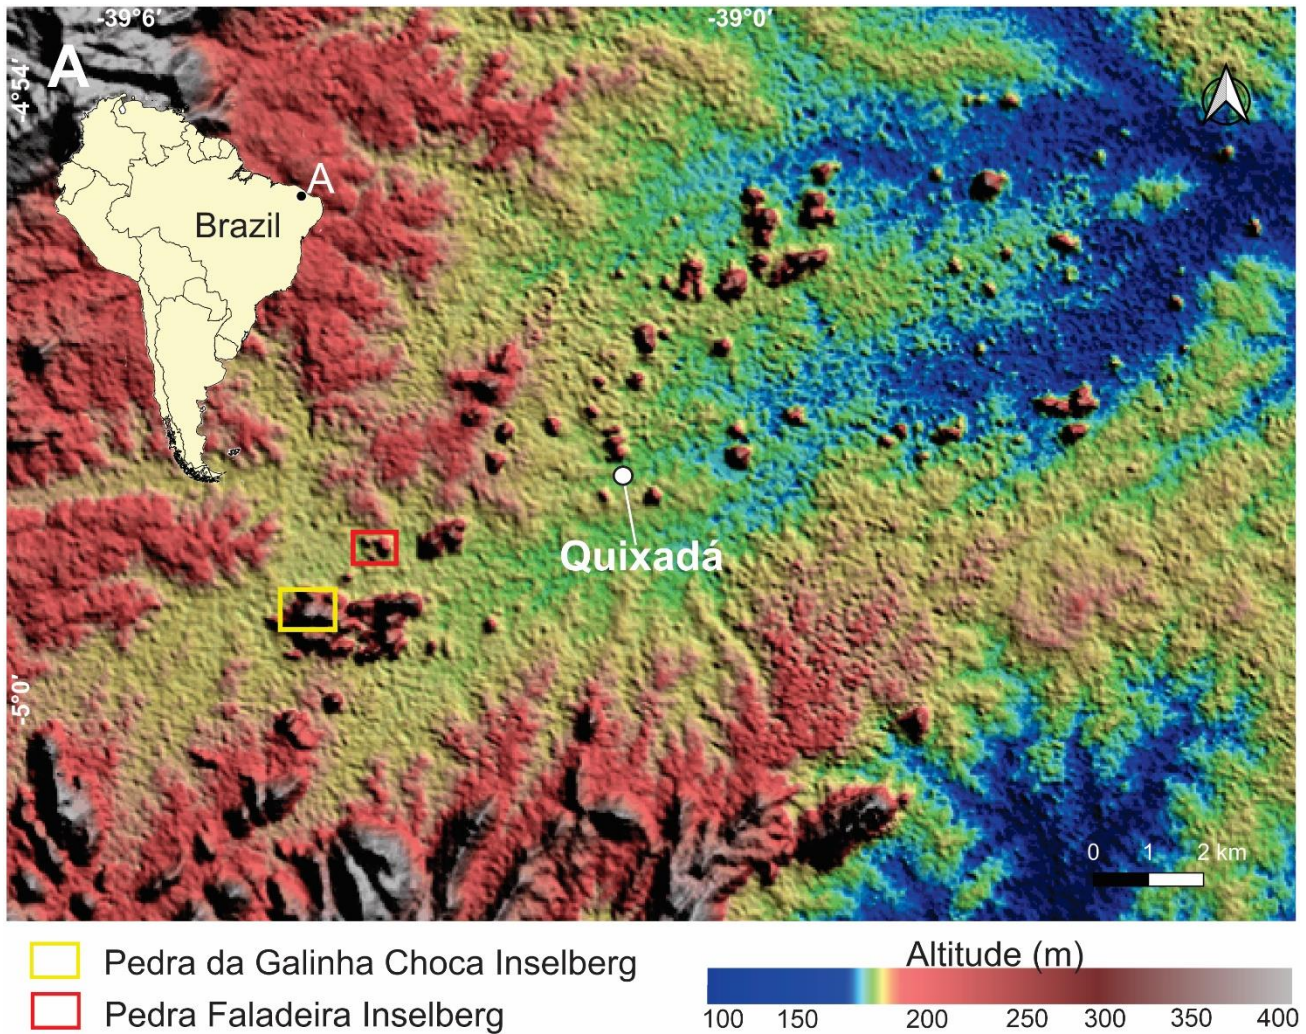 -39°6′
-39°0′
A
-4°54′
A
Brazil
Quixadá
-5°0′
0 1 2 km
Pedra da Galinha Choca Inselberg
Pedra Faladeira Inselberg
Altitude (m)
100 150 200 250 300 350 400